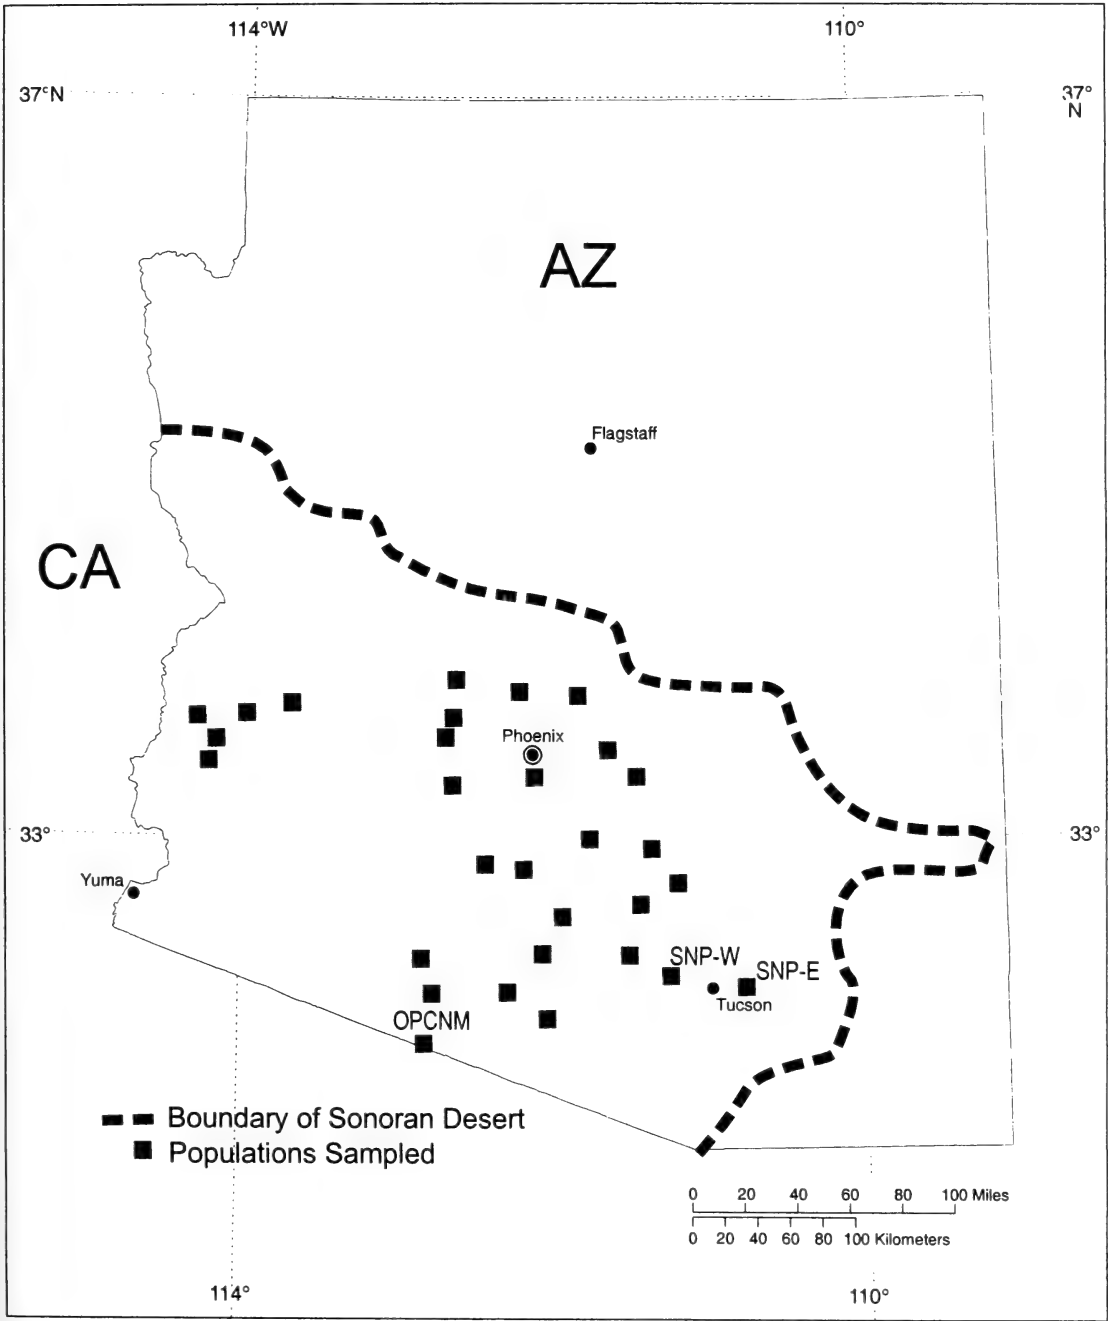 114°W 110°
37°N 37°
N
AZ
Flagstaff
CA
Phoenix
33° 33°
Yuma
SNP-W
SNP-E
Tucson
OPCNM
Boundary of Sonoran Desert
Populations Sampled
0 20 40 60 80 100 Miles
0 20 40 60 80 100 Kilometers
114° 110°